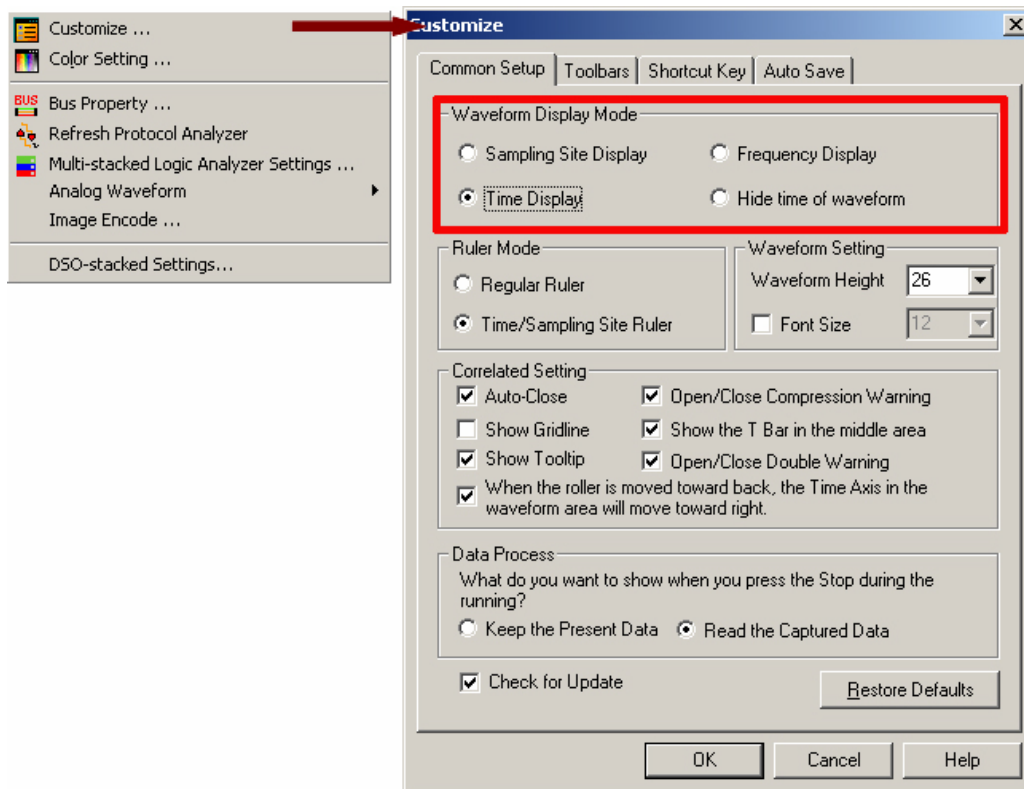 Customize ...
Color Setting ...
BUS
Bus Property ...
Refresh Protocol Analyzer
Multi-stacked Logic Analyzer Settings ...
Analog Waveform
Image Encode ...
DSO-stacked Settings...
Customize
Common Setup
Toolbars
Shortcut Key
Auto Save
Waveform Display Mode
Sampling Site Display
Frequency Display
Time Display
Hide time of waveform
Ruler Mode
Regular Ruler
Time/Sampling Site Ruler
Waveform Setting
Waveform Height
26
Font Size
12
Correlated Setting
Auto-Close
Open/Close Compression Warning
Show Gridline
Show the T Bar in the middle area
Show Tooltip
Open/Close Double Warning
When the roller is moved toward back, the Time Axis in the
waveform area will move toward right.
Data Process
What do you want to show when you press the Stop during the
running?
Keep the Present Data
Read the Captured Data
Check for Update
Restore Defaults
OK
Cancel
Help